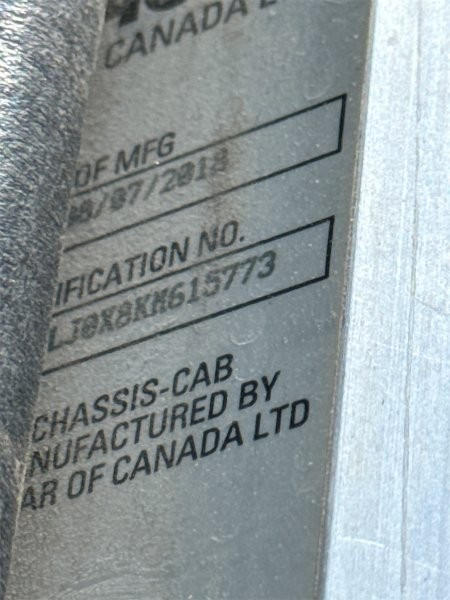 CANADA L
OF MFG
08/07/2018
IFICATION NO.
LJ0X8KM615773
CHASSIS-CAB
NUFACTURED BY
AR OF CANADA LTD